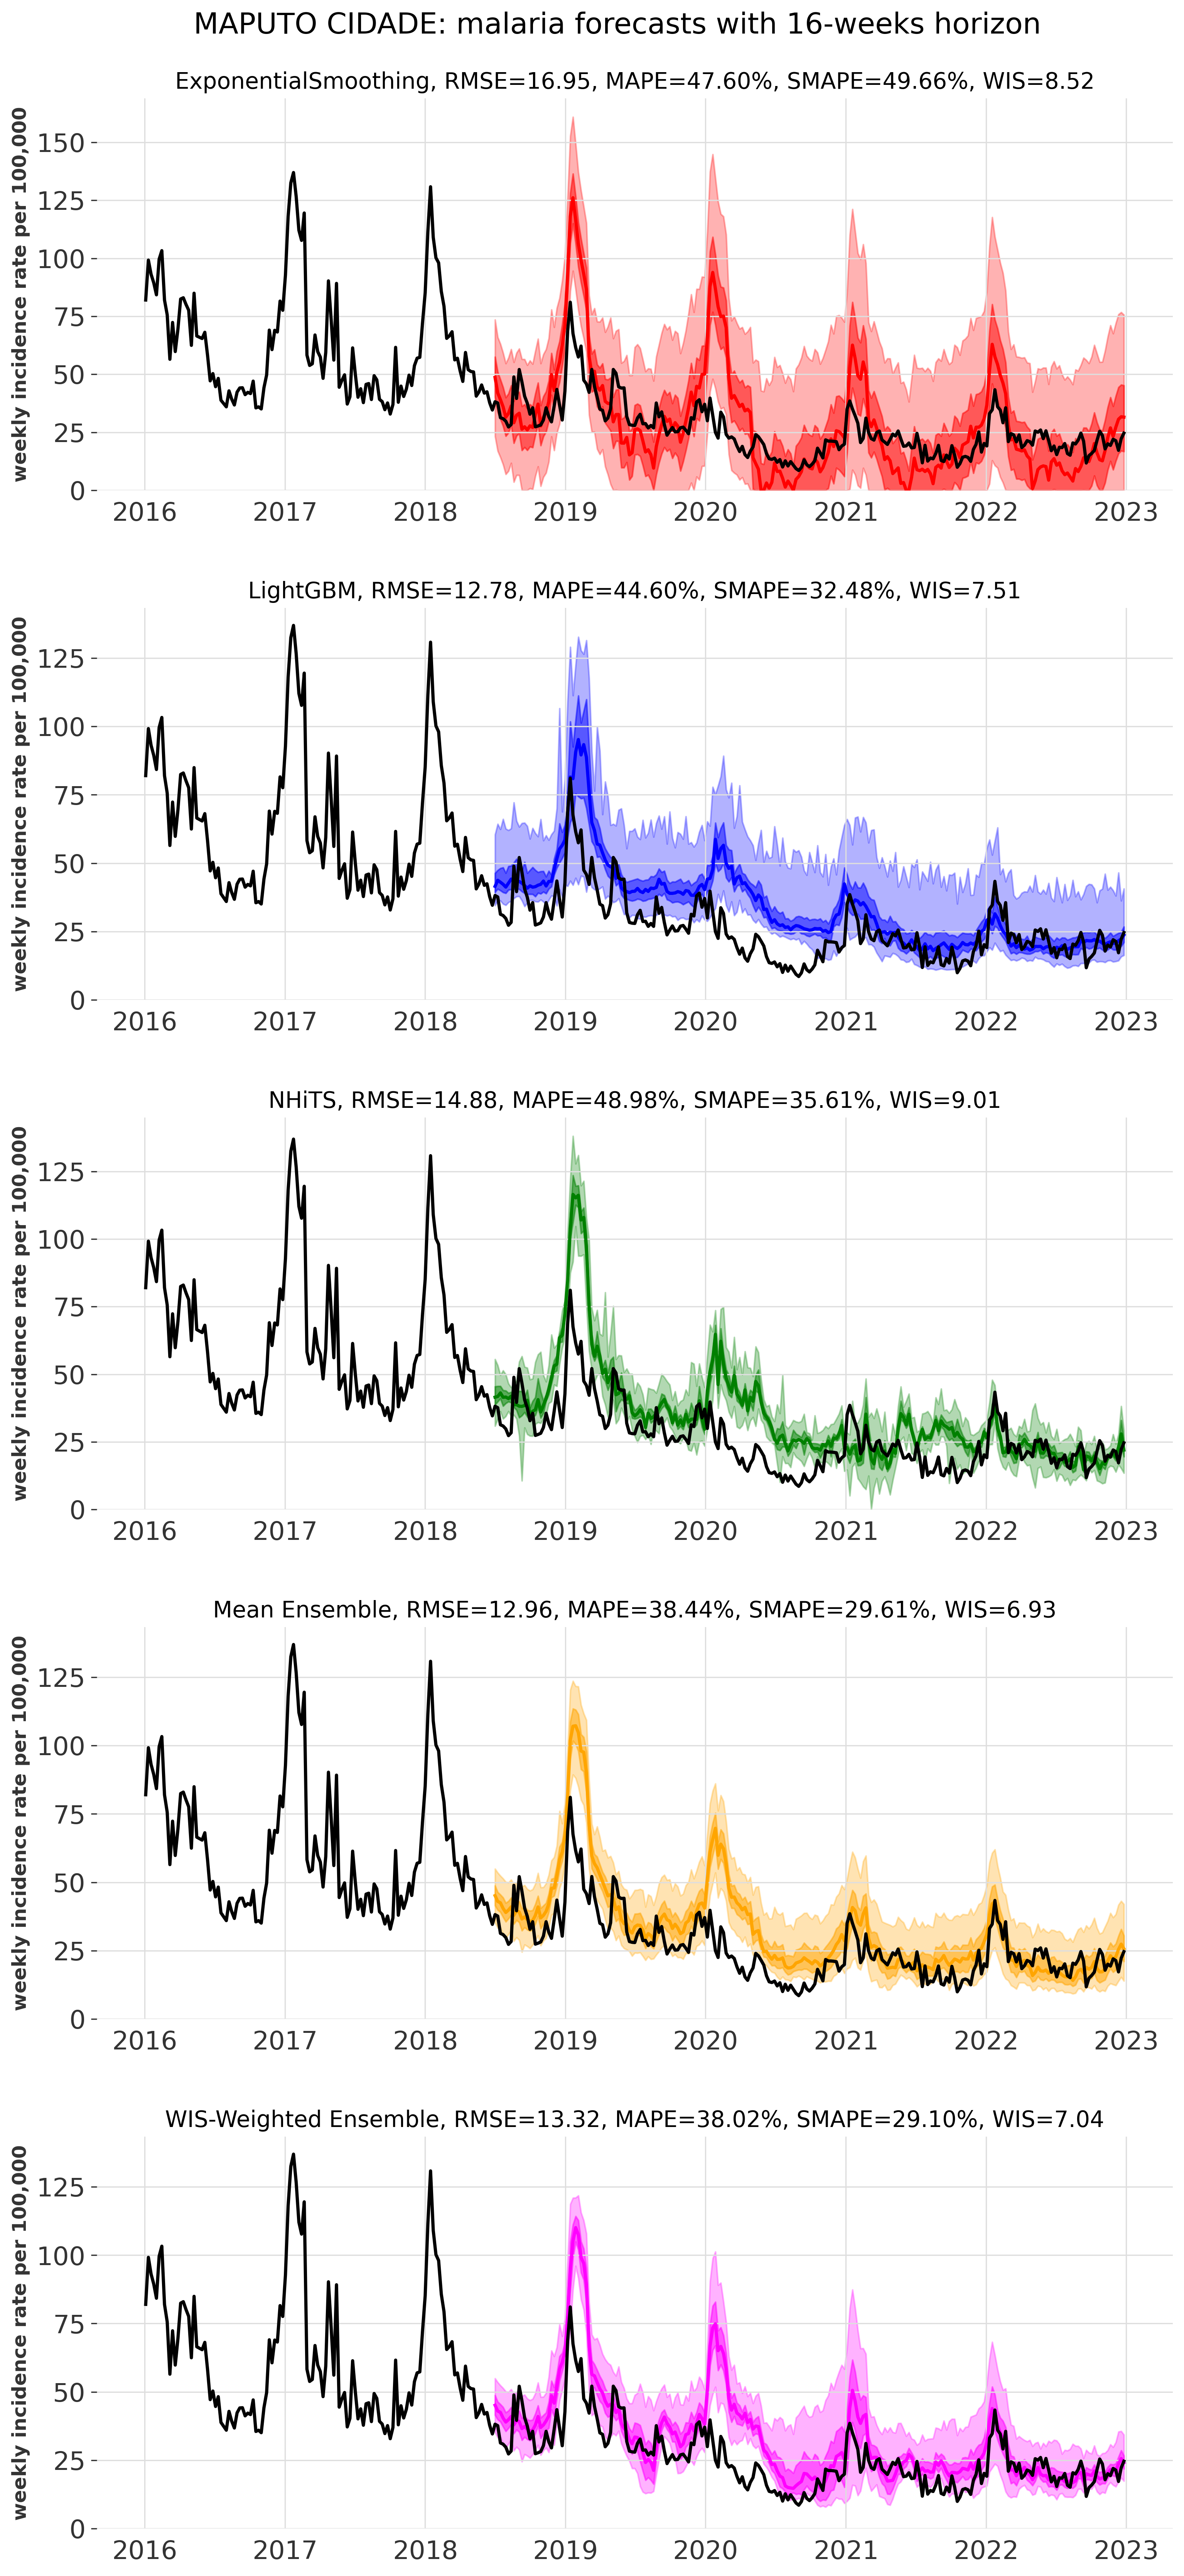 MAPUTO CIDADE: malaria forecasts with 16-weeks horizon
ExponentialSmoothing, RMSE=16.95, MAPE=47.60%, SMAPE=49.66%, WIS=8.52
weekly incidence rate per 100,000
150
125
100
75
50
25
0
2016 2017 2018 2019 2020 2021 2022 2023
LightGBM, RMSE=12.78, MAPE=44.60%, SMAPE=32.48%, WIS=7.51
weekly incidence rate per 100,000
125
100
75
50
25
0
2016 2017 2018 2019 2020 2021 2022 2023
NHiTS, RMSE=14.88, MAPE=48.98%, SMAPE=35.61%, WIS=9.01
weekly incidence rate per 100,000
125
100
75
50
25
0
2016 2017 2018 2019 2020 2021 2022 2023
Mean Ensemble, RMSE=12.96, MAPE=38.44%, SMAPE=29.61%, WIS=6.93
weekly incidence rate per 100,000
125
100
75
50
25
0
2016 2017 2018 2019 2020 2021 2022 2023
WIS-Weighted Ensemble, RMSE=13.32, MAPE=38.02%, SMAPE=29.10%, WIS=7.04
weekly incidence rate per 100,000
125
100
75
50
25
0
2016 2017 2018 2019 2020 2021 2022 2023